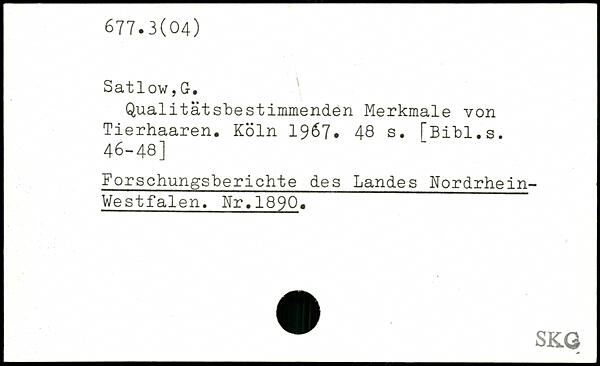 677.3(04)
Satlow,G.
Qualitätsbestimmenden Merkmale von
Tierhaaren. Köln 1967. 48 s. [Bibl.s.
46-48]
Forschungsberichte des Landes Nordrhein-
Westfalen. Nr.1890.
SKG